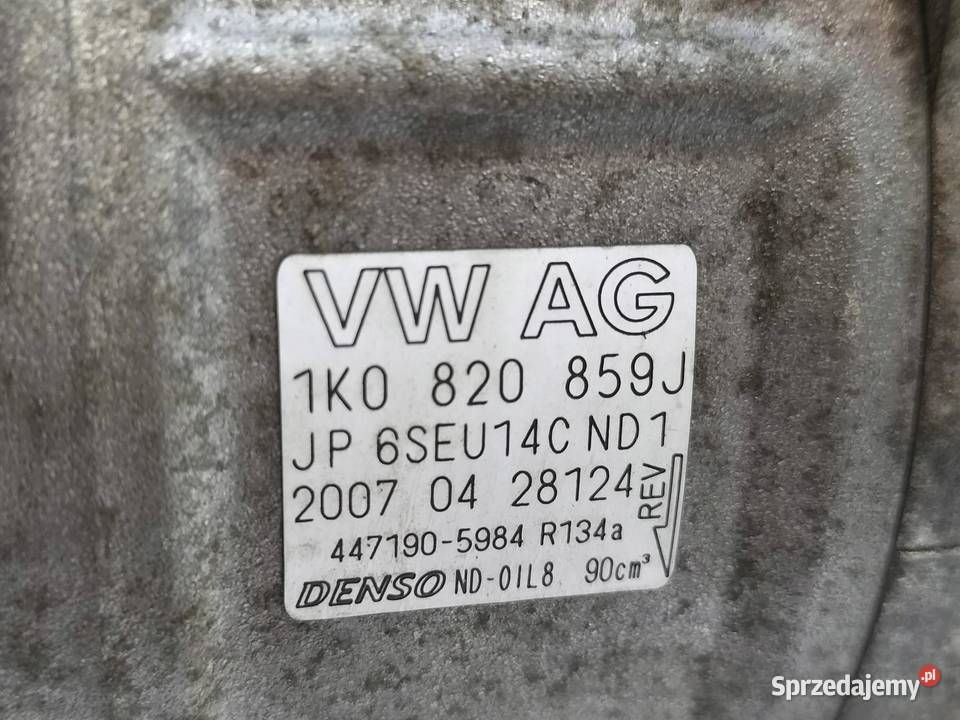 VW AG
1K0 820 859J
JP 6SEU14C ND1
2007 04 28124
REV
447190-5984 R134a
DENSO ND-OIL8 90cm³
Sprzedajemy.pl